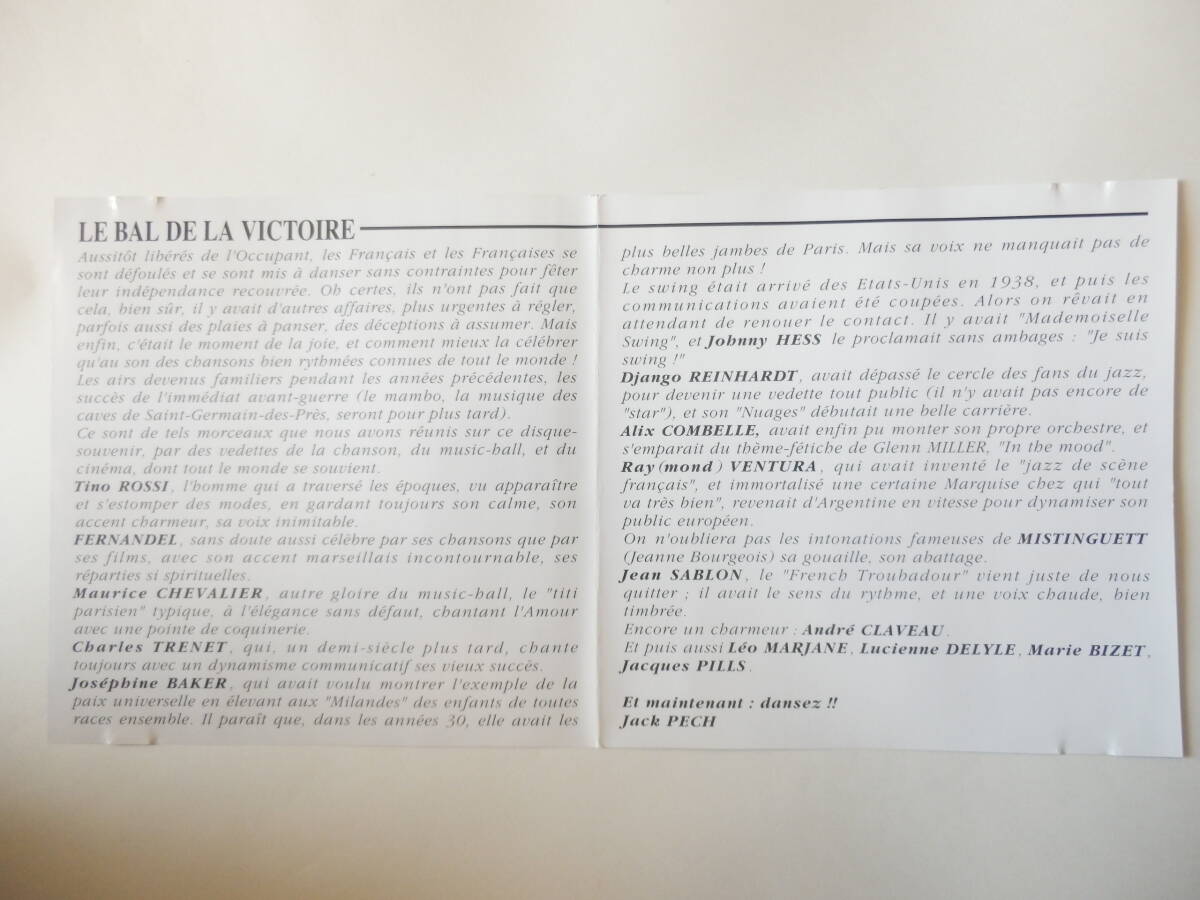 LE BAL DE LA VICTOIRE
Aussitôt libérés de l'Occupant, les Français et les Françaises se
sont défoulés et se sont mis à danser sans contraintes pour fêter
leur indépendance recouvrée. Oh certes, ils n'ont pas fait que
cela, bien sûr, il y avait d'autres affaires, plus urgentes à régler,
parfois aussi des plaies à panser, des déceptions à assumer. Mais
enfin, c'était le moment de la joie, et comment mieux la célébrer
qu'au son des chansons bien rythmées connues de tout le monde !
Les airs devenus familiers pendant les années précédentes, les
succès de l'immédiat avant-guerre (le mambo, la musique des
caves de Saint-Germain-des-Près, seront pour plus tard).
Ce sont de tels morceaux que nous avons réunis sur ce disque-
souvenir, par des vedettes de la chanson, du music-ball, et du
cinéma, dont tout le monde se souvient.
Tino ROSSI, l'homme qui a traversé les époques, vu apparaître
et s'estomper des modes, en gardant toujours son calme, son
accent charmeur, sa voix inimitable.
FERNANDEL, sans doute aussi célèbre par ses chansons que par
ses films, avec son accent marseillais incontournable, ses
réparties si spirituelles.
Maurice CHEVALIER, autre gloire du music-ball, le "titi
parisien" typique, à l'élégance sans défaut, chantant l'Amour
avec une pointe de coquinerie.
Charles TRENET, qui, un demi-siècle plus tard, chante
toujours avec un dynamisme communicatif ses vieux succès.
Joséphine BAKER, qui avait voulu montrer l'exemple de la
paix universelle en élevant aux "Milandes" des enfants de toutes
races ensemble. Il paraît que, dans les années 30, elle avait les
plus belles jambes de Paris. Mais sa voix ne manquait pas de
charme non plus !
Le swing était arrivé des Etats-Unis en 1938, et puis les
communications avaient été coupées. Alors on rêvait en
attendant de renouer le contact. Il y avait "Mademoiselle
Swing", et Johnny HESS le proclamait sans ambages : "Je suis
swing !"
Django REINHARDT, avait dépassé le cercle des fans du jazz,
pour devenir une vedette tout public (il n'y avait pas encore de
"star"), et son "Nuages" débutait une belle carrière.
Alix COMBELLE, avait enfin pu monter son propre orchestre, et
s'emparait du thème-fétiche de Glenn MILLER, "In the mood".
Ray (mond) VENTURA, qui avait inventé le "jazz de scène
français", et immortalisé une certaine Marquise chez qui "tout
va très bien", revenait d'Argentine en vitesse pour dynamiser son
public européen.
On n'oubliera pas les intonations fameuses de MISTINGUETT
(Jeanne Bourgeois) sa gouaille, son abattage.
Jean SABLON, le "French Troubadour" vient juste de nous
quitter ; il avait le sens du rythme, et une voix chaude, bien
timbrée.
Encore un charmeur : André CLAVEAU.
Et puis aussi Léo MARJANE, Lucienne DELYLE, Marie BIZET,
Jacques PILLS.
Et maintenant : dansez !!
Jack PECH